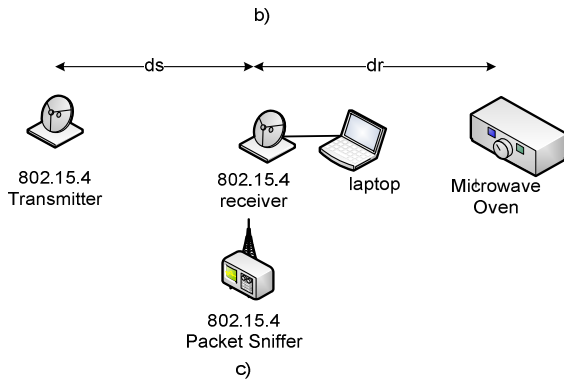 b)
ds
dr
802.15.4
Transmitter
802.15.4
receiver
laptop
Microwave
Oven
802.15.4
Packet Sniffer
c)